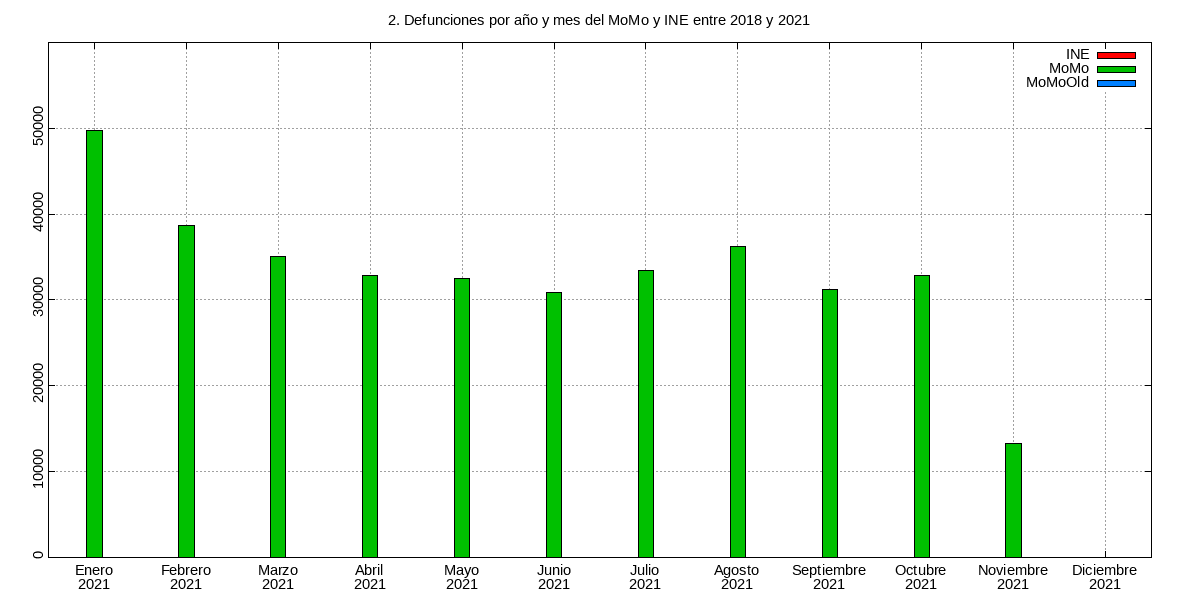 2. Defunciones por año y mes del MoMo y INE entre 2018 y 2021
INE
MoMo
MoMoOld
50000
40000
30000
20000
10000
0
Enero Febrero Marzo Abril Mayo Junio Julio Agosto Septiembre Octubre Noviembre Diciembre
2021 2021 2021 2021 2021 2021 2021 2021 2021 2021 2021 2021